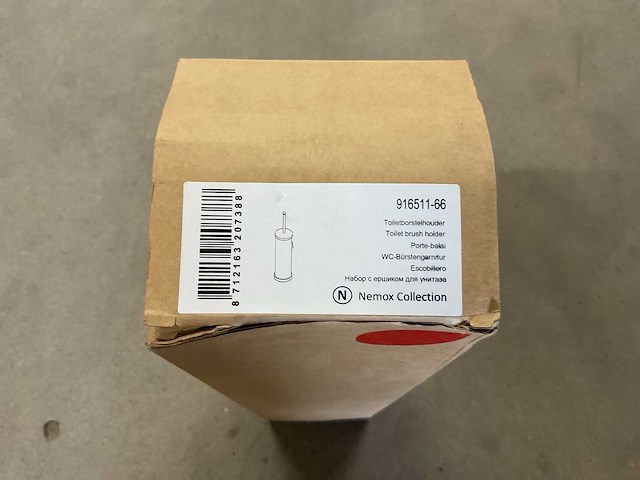 916511-66
Toiletborstelhouder
Toilet brush holder
Porte-balai
WC-Bürstengarnitur
Escobillero
Набор с ершиком для унитаза
N Nemox Collection
8 712163 207388